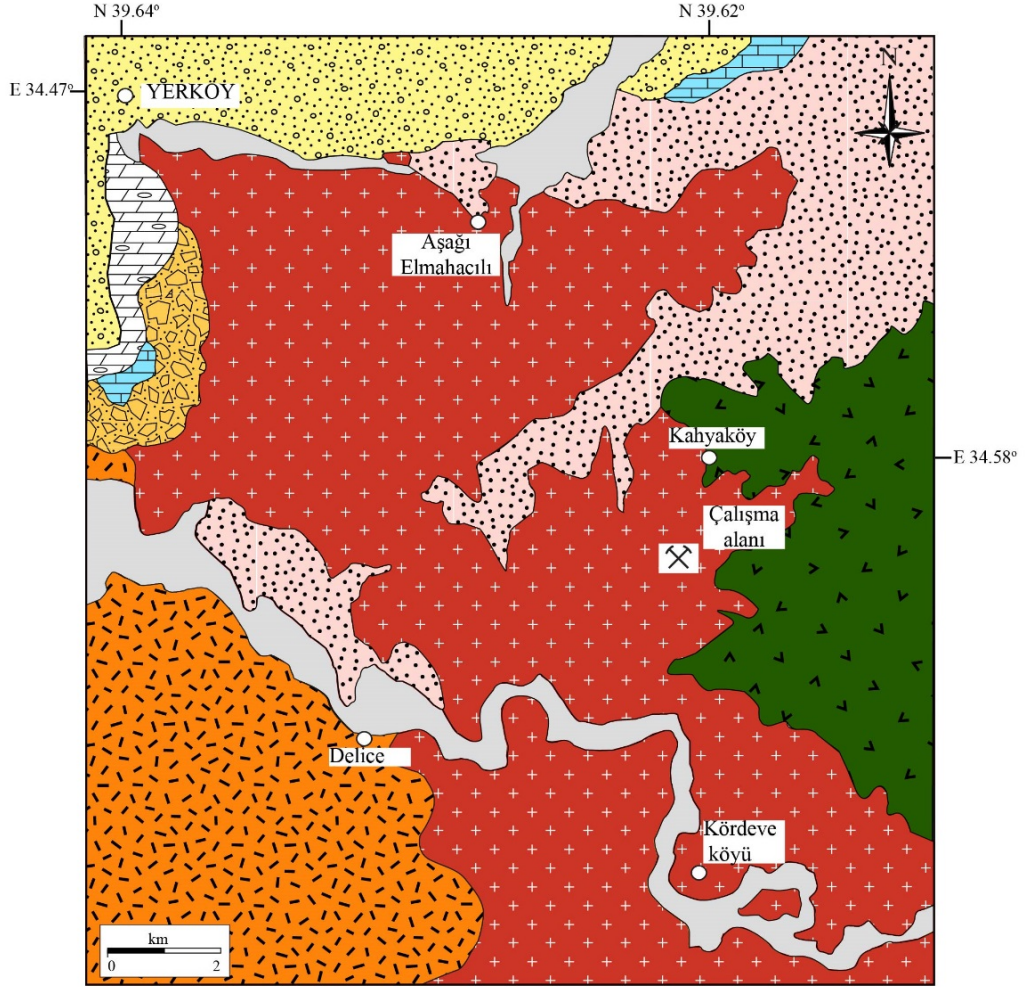 N 39.64º
N 39.62º
E 34.47º
YERKÖY
N
Aşağı
Elmahacılı
Kahyaköy
E 34.58º
Çalışma
alanı
Delice
Kördeve
köyü
km
0 2